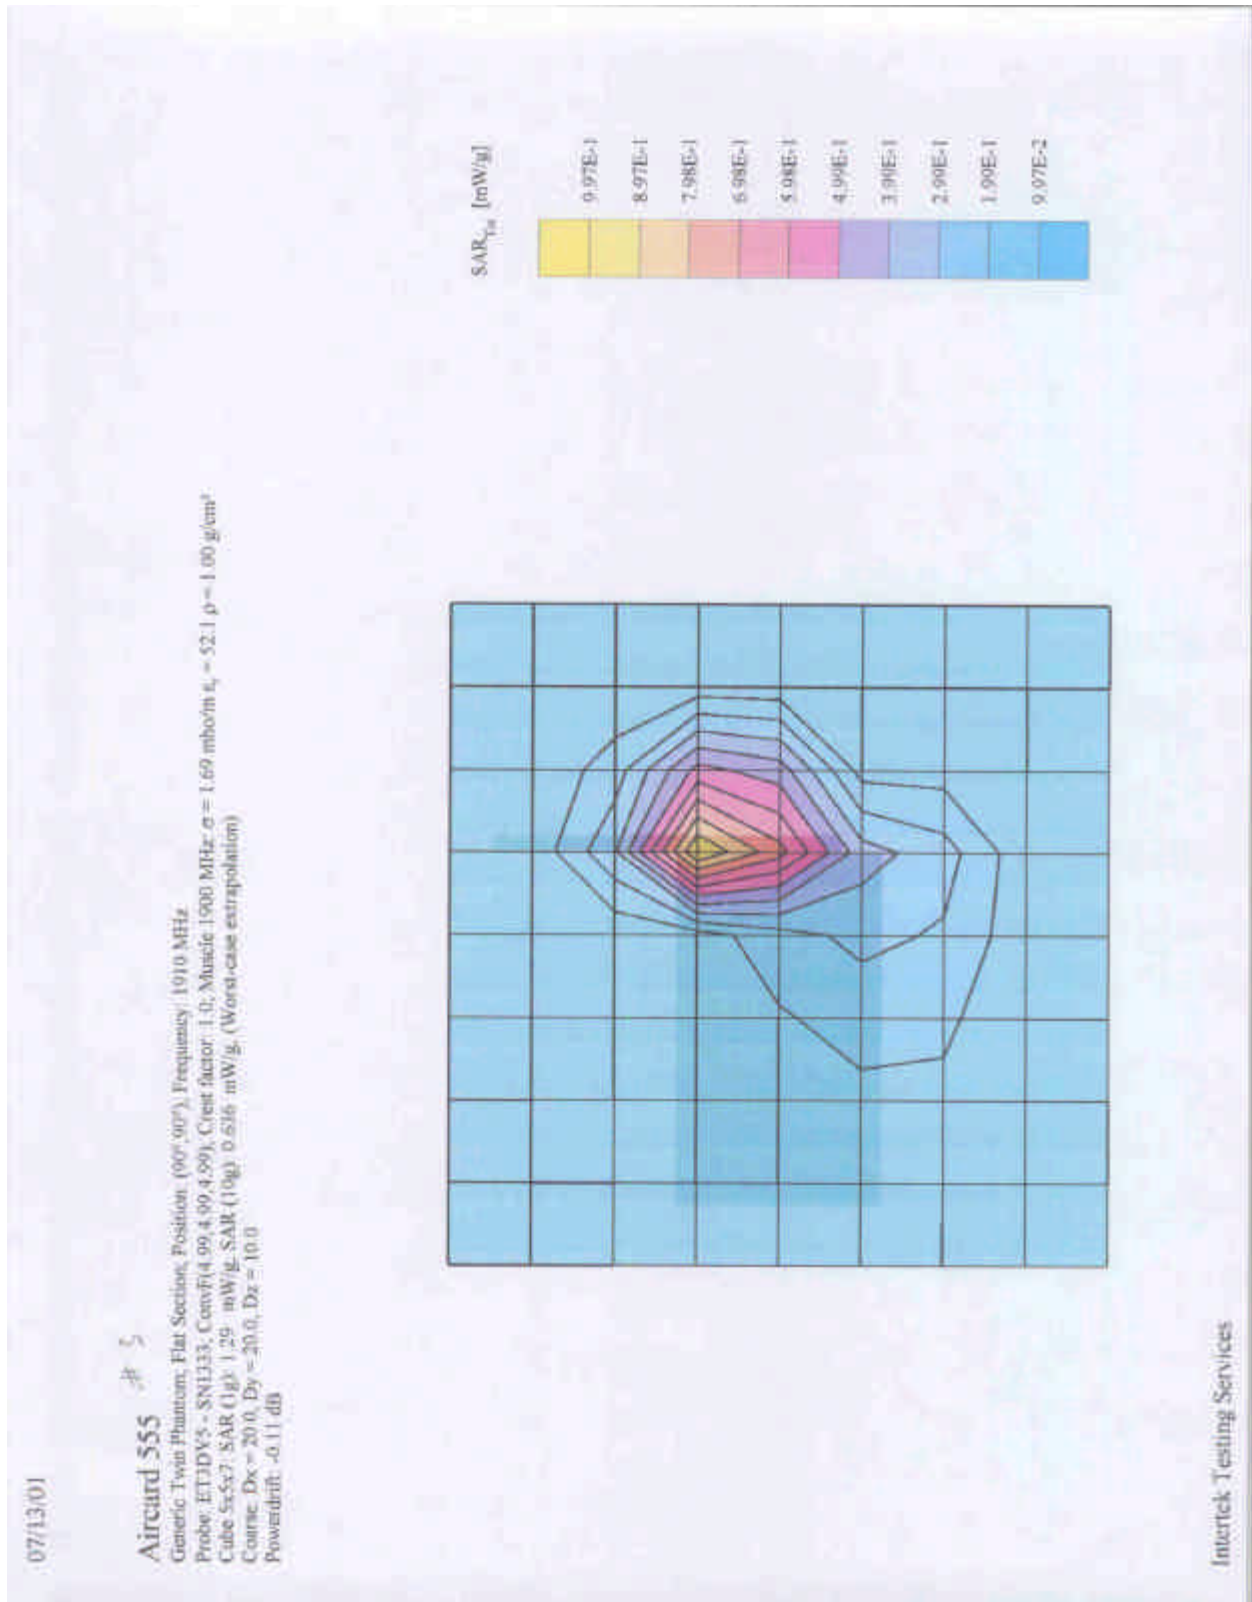 07/13/01
Aircard 555 # 5
Generic Twin Phantom; Flat Section; Position: (90°,90°); Frequency: 1910 MHz
Probe: ET3DV5 - SN1333; ConvF(4.99,4.99,4.99); Crest factor: 1.0; Muscle 1900 MHz: σ = 1.69 mho/m εr = 52.1 ρ = 1.00 g/cm³
Cube 5x5x7: SAR (1g): 1.29 mW/g, SAR (10g): 0.636 mW/g, (Worst-case extrapolation)
Coarse: Dx = 20.0, Dy = 20.0, Dz = 10.0
Powerdrift: -0.11 dB
SARTot [mW/g]
9.97E-1
8.97E-1
7.98E-1
6.98E-1
5.98E-1
4.99E-1
3.99E-1
2.99E-1
1.99E-1
9.97E-2
Intertek Testing Services